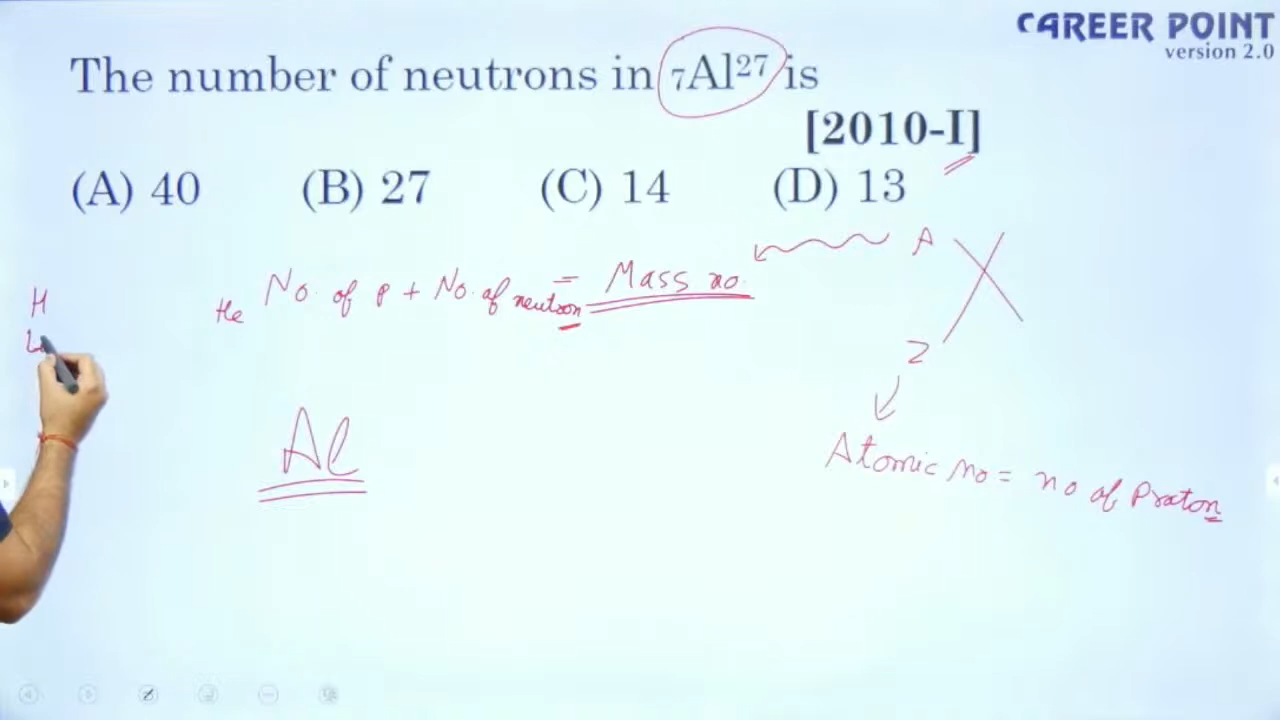 CAREER POINT
version 2.0
The number of neutrons in ₇Al²⁷ is
[2010-I]
(A) 40 (B) 27 (C) 14 (D) 13
A
He No. of p + No. of neutron = Mass no.
H
Z
Al
Atomic no = no of Proton